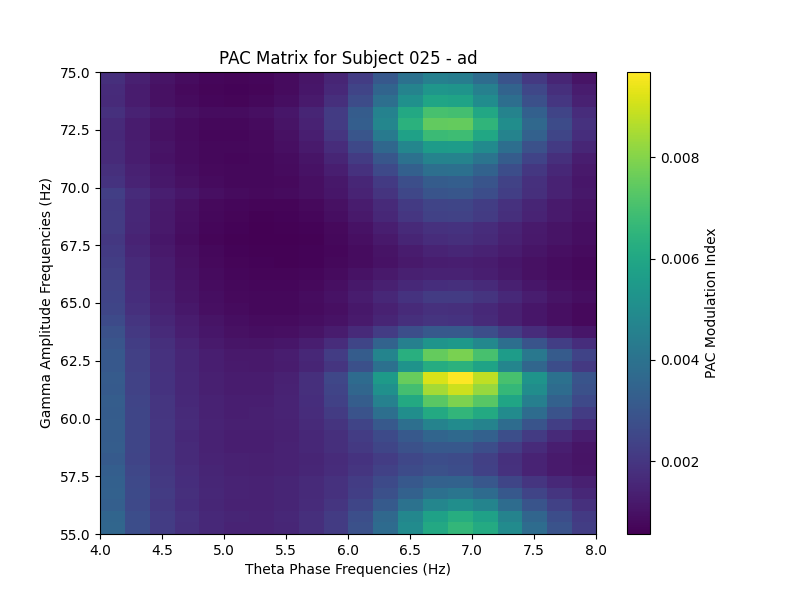 PAC Matrix for Subject 025 - ad
75.0
72.5
70.0
67.5
65.0
62.5
60.0
57.5
55.0
Gamma Amplitude Frequencies (Hz)
4.0 4.5 5.0 5.5 6.0 6.5 7.0 7.5 8.0
Theta Phase Frequencies (Hz)
0.008
0.006
0.004
0.002
PAC Modulation Index